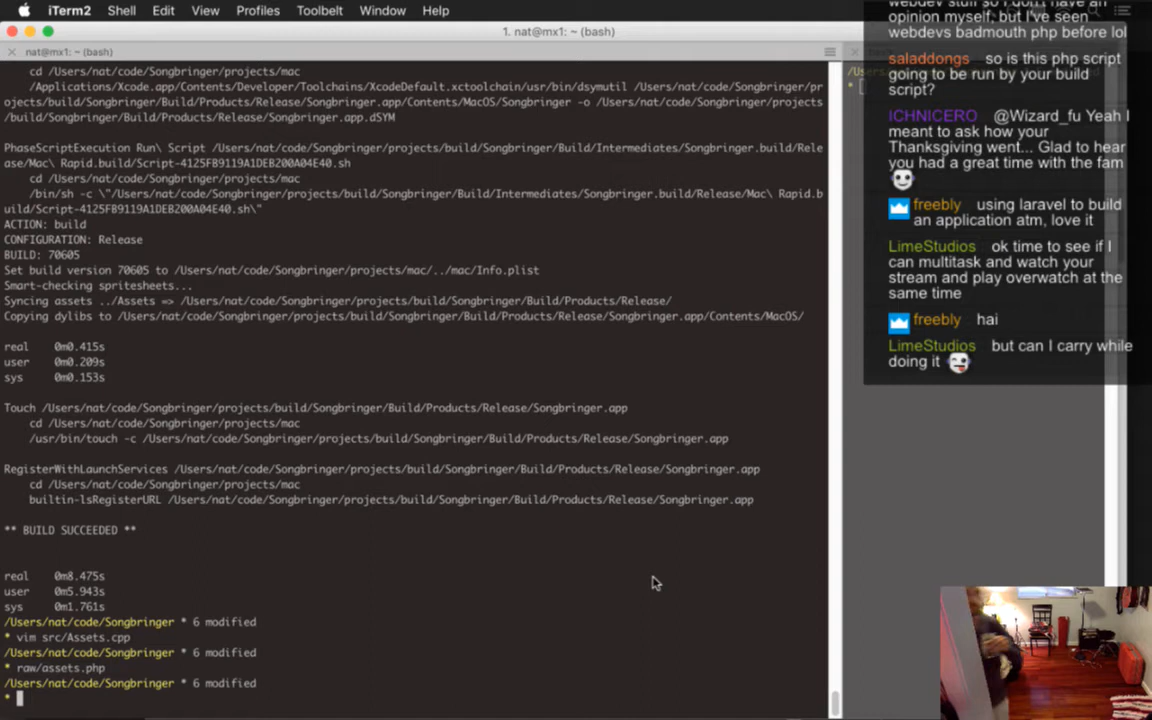 iTerm2 Shell Edit View Profiles Toolbelt Window Help
1. nat@mx1: ~ (bash)
nat@mx1: ~ (bash)
cd /Users/nat/code/Songbringer/projects/mac
/Applications/Xcode.app/Contents/Developer/Toolchains/XcodeDefault.xctoolchain/usr/bin/dsymutil /Users/nat/code/Songbringer/pr
ojects/build/Songbringer/Build/Products/Release/Songbringer.app/Contents/MacOS/Songbringer -o /Users/nat/code/Songbringer/projects
/build/Songbringer/Build/Products/Release/Songbringer.app.dSYM
PhaseScriptExecution Run\ Script /Users/nat/code/Songbringer/projects/build/Songbringer/Build/Intermediates/Songbringer.build/Rele
ase/Mac\ Rapid.build/Script-4125FB9119A1DEB200A04E40.sh
cd /Users/nat/code/Songbringer/projects/mac
/bin/sh -c \"/Users/nat/code/Songbringer/projects/build/Songbringer/Build/Intermediates/Songbringer.build/Release/Mac\ Rapid.b
uild/Script-4125FB9119A1DEB200A04E40.sh\"
ACTION: build
CONFIGURATION: Release
BUILD: 70605
Set build version 70605 to /Users/nat/code/Songbringer/projects/mac/../mac/Info.plist
Smart-checking spritesheets...
Syncing assets ../Assets => /Users/nat/code/Songbringer/projects/build/Songbringer/Build/Products/Release/
Copying dylibs to /Users/nat/code/Songbringer/projects/build/Songbringer/Build/Products/Release/Songbringer.app/Contents/MacOS/
real 0m0.415s
user 0m0.209s
sys 0m0.153s
Touch /Users/nat/code/Songbringer/projects/build/Songbringer/Build/Products/Release/Songbringer.app
cd /Users/nat/code/Songbringer/projects/mac
/usr/bin/touch -c /Users/nat/code/Songbringer/projects/build/Songbringer/Build/Products/Release/Songbringer.app
RegisterWithLaunchServices /Users/nat/code/Songbringer/projects/build/Songbringer/Build/Products/Release/Songbringer.app
cd /Users/nat/code/Songbringer/projects/mac
builtin-lsRegisterURL /Users/nat/code/Songbringer/projects/build/Songbringer/Build/Products/Release/Songbringer.app
** BUILD SUCCEEDED **
real 0m8.475s
user 0m5.943s
sys 0m1.761s
/Users/nat/code/Songbringer * 6 modified
* vim src/Assets.cpp
/Users/nat/code/Songbringer * 6 modified
* raw/assets.php
/Users/nat/code/Songbringer * 6 modified
*
webdev stuff so I don't have an
opinion myself, but I've seen
webdevs badmouth php before lol
saladdongs so is this php script
going to be run by your build
script?
ICHNICERO @Wizard_fu Yeah I
meant to ask how your
Thanksgiving went... Glad to hear
you had a great time with the fam
freebly using laravel to build
an application atm, love it
LimeStudios ok time to see if I
can multitask and watch your
stream and play overwatch at the
same time
freebly hai
LimeStudios but can I carry while
doing it